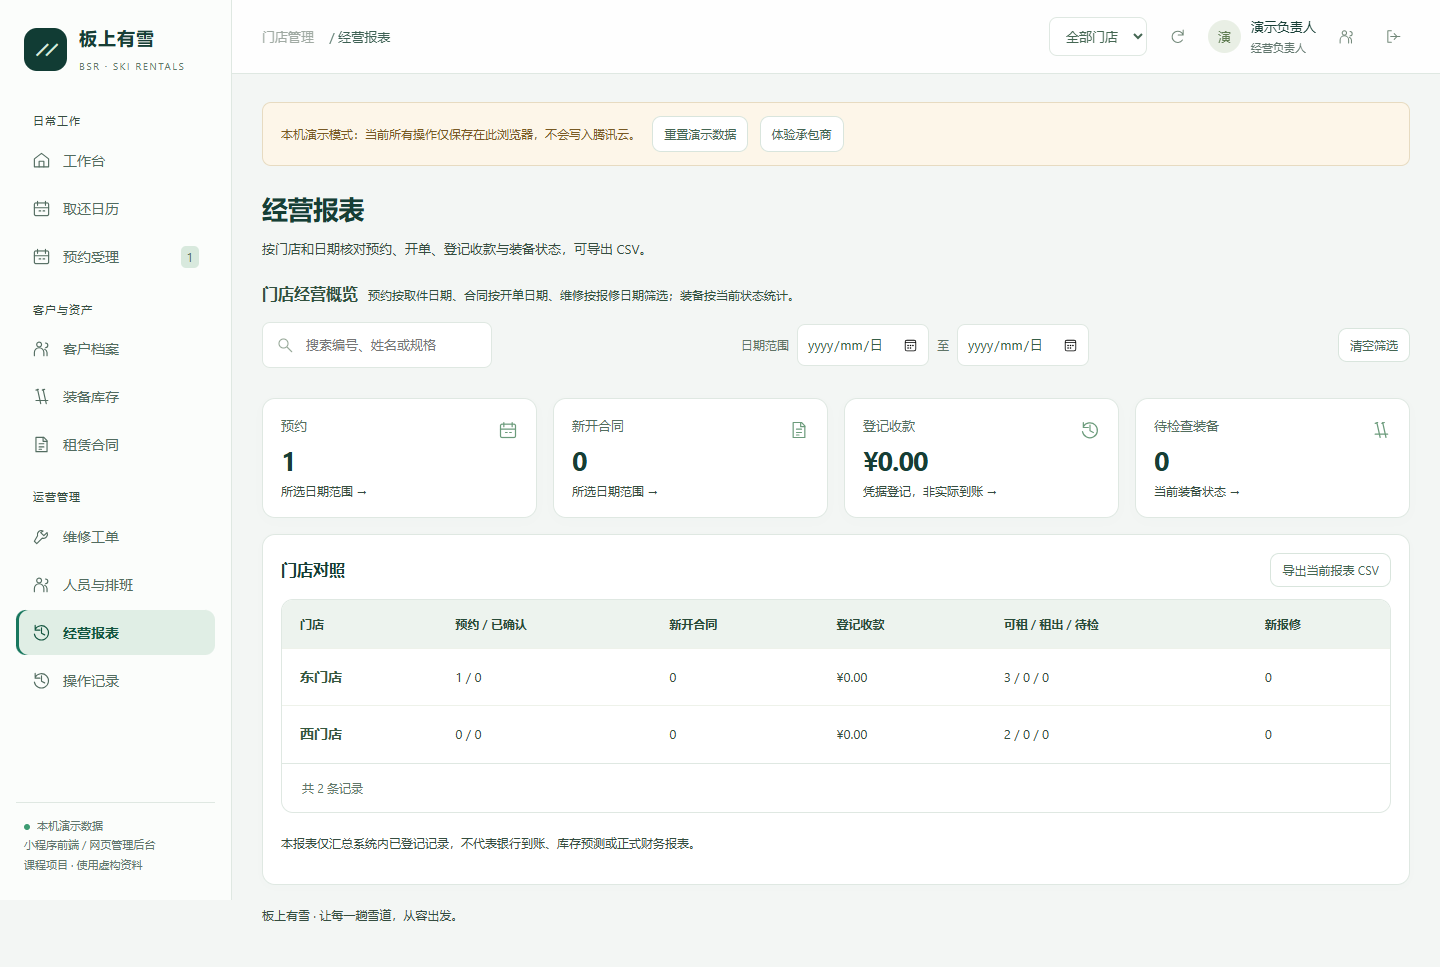 板上有雪
BSR · SKI RENTALS
日常工作
工作台
取还日历
预约受理 1
客户与资产
客户档案
装备库存
租赁合同
运营管理
维修工单
人员与排班
经营报表
操作记录
本机演示数据
小程序前端 / 网页管理后台
课程项目 · 使用虚构资料
门店管理 / 经营报表
全部门店
演
演示负责人
经营负责人
本机演示模式：当前所有操作仅保存在此浏览器，不会写入腾讯云。 重置演示数据 体验承包商
经营报表
按门店和日期核对预约、开单、登记收款与装备状态，可导出 CSV。
门店经营概览 预约按取件日期、合同按开单日期、维修按报修日期筛选；装备按当前状态统计。
搜索编号、姓名或规格 日期范围 yyyy/mm/日 至 yyyy/mm/日 清空筛选
预约
1
所选日期范围 →
新开合同
0
所选日期范围 →
登记收款
¥0.00
凭据登记，非实际到账 →
待检查装备
0
当前装备状态 →
门店对照 导出当前报表 CSV
门店 预约 / 已确认 新开合同 登记收款 可租 / 租出 / 待检 新报修
东门店 1 / 0 0 ¥0.00 3 / 0 / 0 0
西门店 0 / 0 0 ¥0.00 2 / 0 / 0 0
共 2 条记录
本报表仅汇总系统内已登记记录，不代表银行到账、库存预测或正式财务报表。
板上有雪 · 让每一趟雪道，从容出发。